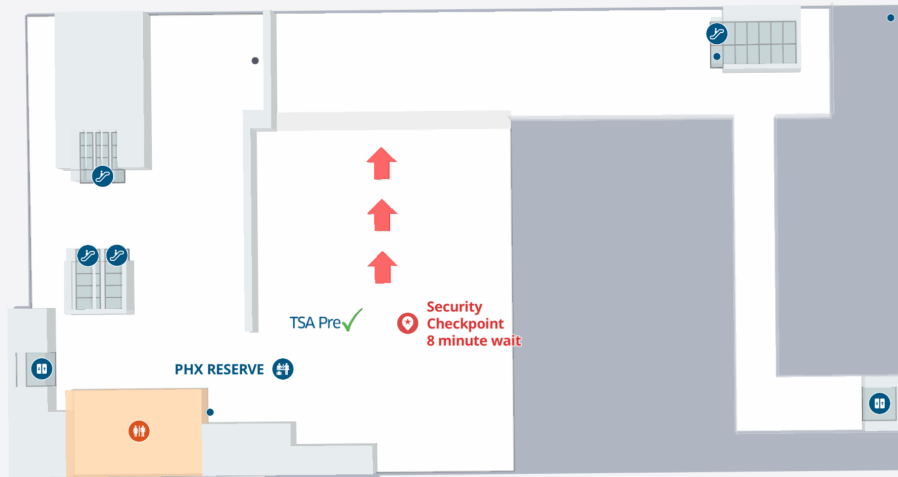 TSA Pre
Security
Checkpoint
8 minute wait
PHX RESERVE